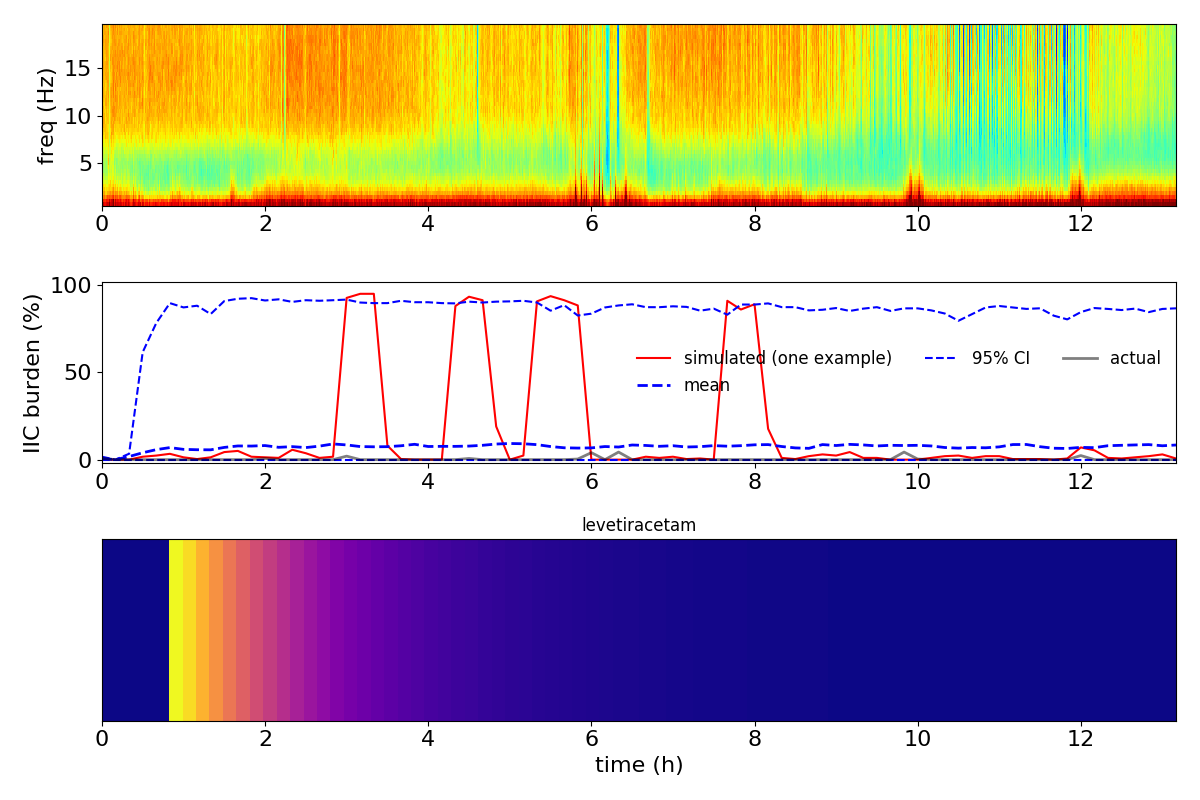 freq (Hz)
15
10
5
0 2 4 6 8 10 12
IIC burden (%)
100
50
0
simulated (one example) 95% CI actual
mean
0 2 4 6 8 10 12
levetiracetam
0 2 4 6 8 10 12
time (h)